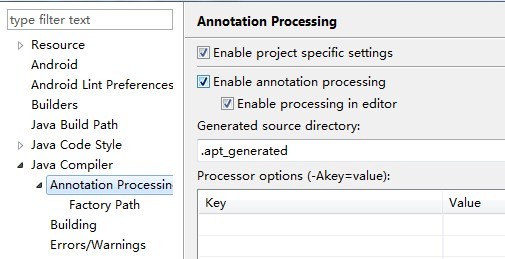 type filter text
Resource
Android
Android Lint Preferences
Builders
Java Build Path
Java Code Style
Java Compiler
Annotation Processin
Factory Path
Building
Errors/Warnings
Annotation Processing
Enable project specific settings
Enable annotation processing
Enable processing in editor
Generated source directory:
.apt_generated
Processor options (-Akey=value):
Key Value